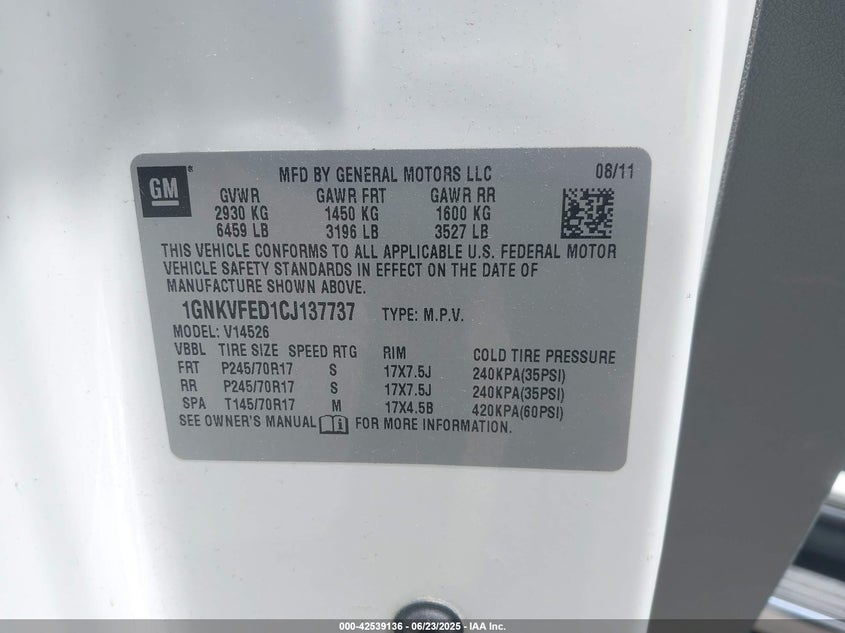 GM
MFD BY GENERAL MOTORS LLC 08/11
GVWR GAWR FRT GAWR RR
2930 KG 1450 KG 1600 KG
6459 LB 3196 LB 3527 LB
THIS VEHICLE CONFORMS TO ALL APPLICABLE U.S. FEDERAL MOTOR
VEHICLE SAFETY STANDARDS IN EFFECT ON THE DATE OF
MANUFACTURE SHOWN ABOVE.
1GNKVFED1CJ137737 TYPE: M.P.V.
MODEL: V14526
VBBL TIRE SIZE SPEED RTG RIM COLD TIRE PRESSURE
FRT P245/70R17 S 17X7.5J 240KPA(35PSI)
RR P245/70R17 S 17X7.5J 240KPA(35PSI)
SPA T145/70R17 M 17X4.5B 420KPA(60PSI)
SEE OWNER'S MANUAL FOR MORE INFORMATION.
000-42539136 - 06/23/2025 - IAA Inc.